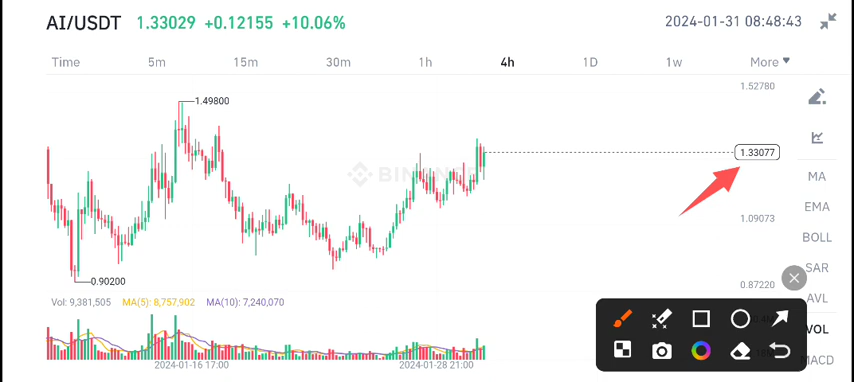 AI/USDT 1.33029 +0.12155 +10.06% 2024-01-31 08:48:43
Time 5m 15m 30m 1h 4h 1D 1w More
1.52780
1.49800
1.33077
1.09073
0.90200
0.87220
MA
EMA
BOLL
SAR
AVL
VOL
MACD
Vol: 9,381,505 MA(5): 8,757,902 MA(10): 7,240,070
2024-01-16 17:00 2024-01-28 21:00